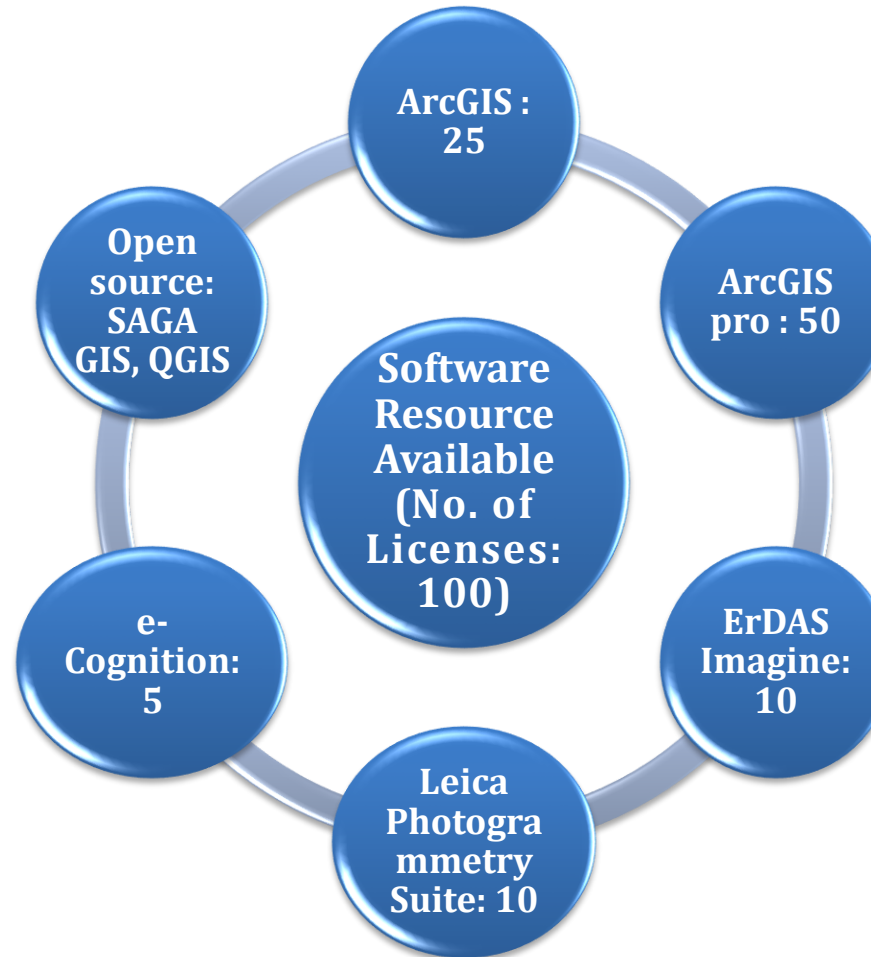 ArcGIS :
25
ArcGIS
pro : 50
ErDAS
Imagine:
10
Leica
Photogra
mmetry
Suite: 10
e-
Cognition:
5
Open
source:
SAGA
GIS, QGIS
Software
Resource
Available
(No. of
Licenses:
100)